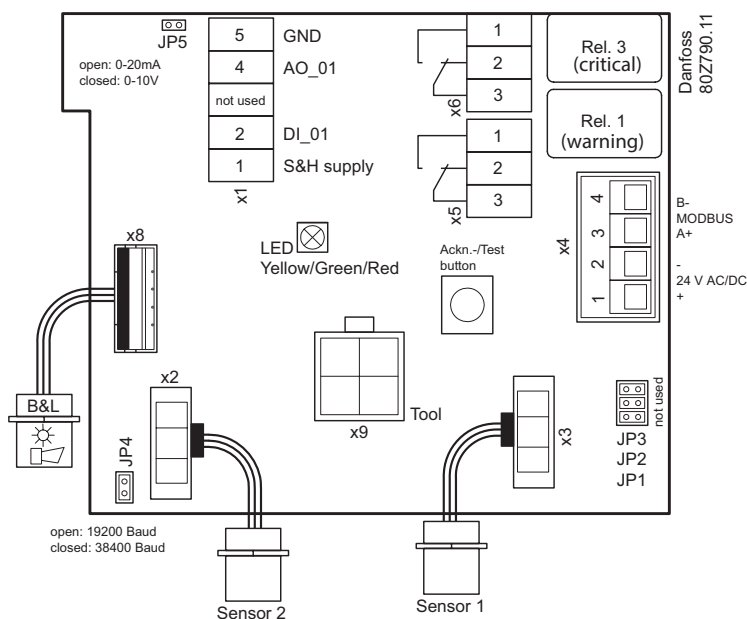 JP5
open: 0-20mA
closed: 0-10V
5 GND
4 AO_01
not used
2 DI_01
1 S&H supply
x1
1
2
3
x6
Rel. 3
(critical)
Danfoss
80Z790.11
1
2
3
x5
Rel. 1
(warning)
x4
4
3
2
1
B-
MODBUS
A+
-
24 V AC/DC
+
x8
LED
Yellow/Green/Red
Ackn.-/Test
button
B&L
x2
JP4
x9
Tool
x3
not used
JP3
JP2
JP1
open: 19200 Baud
closed: 38400 Baud
Sensor 2
Sensor 1